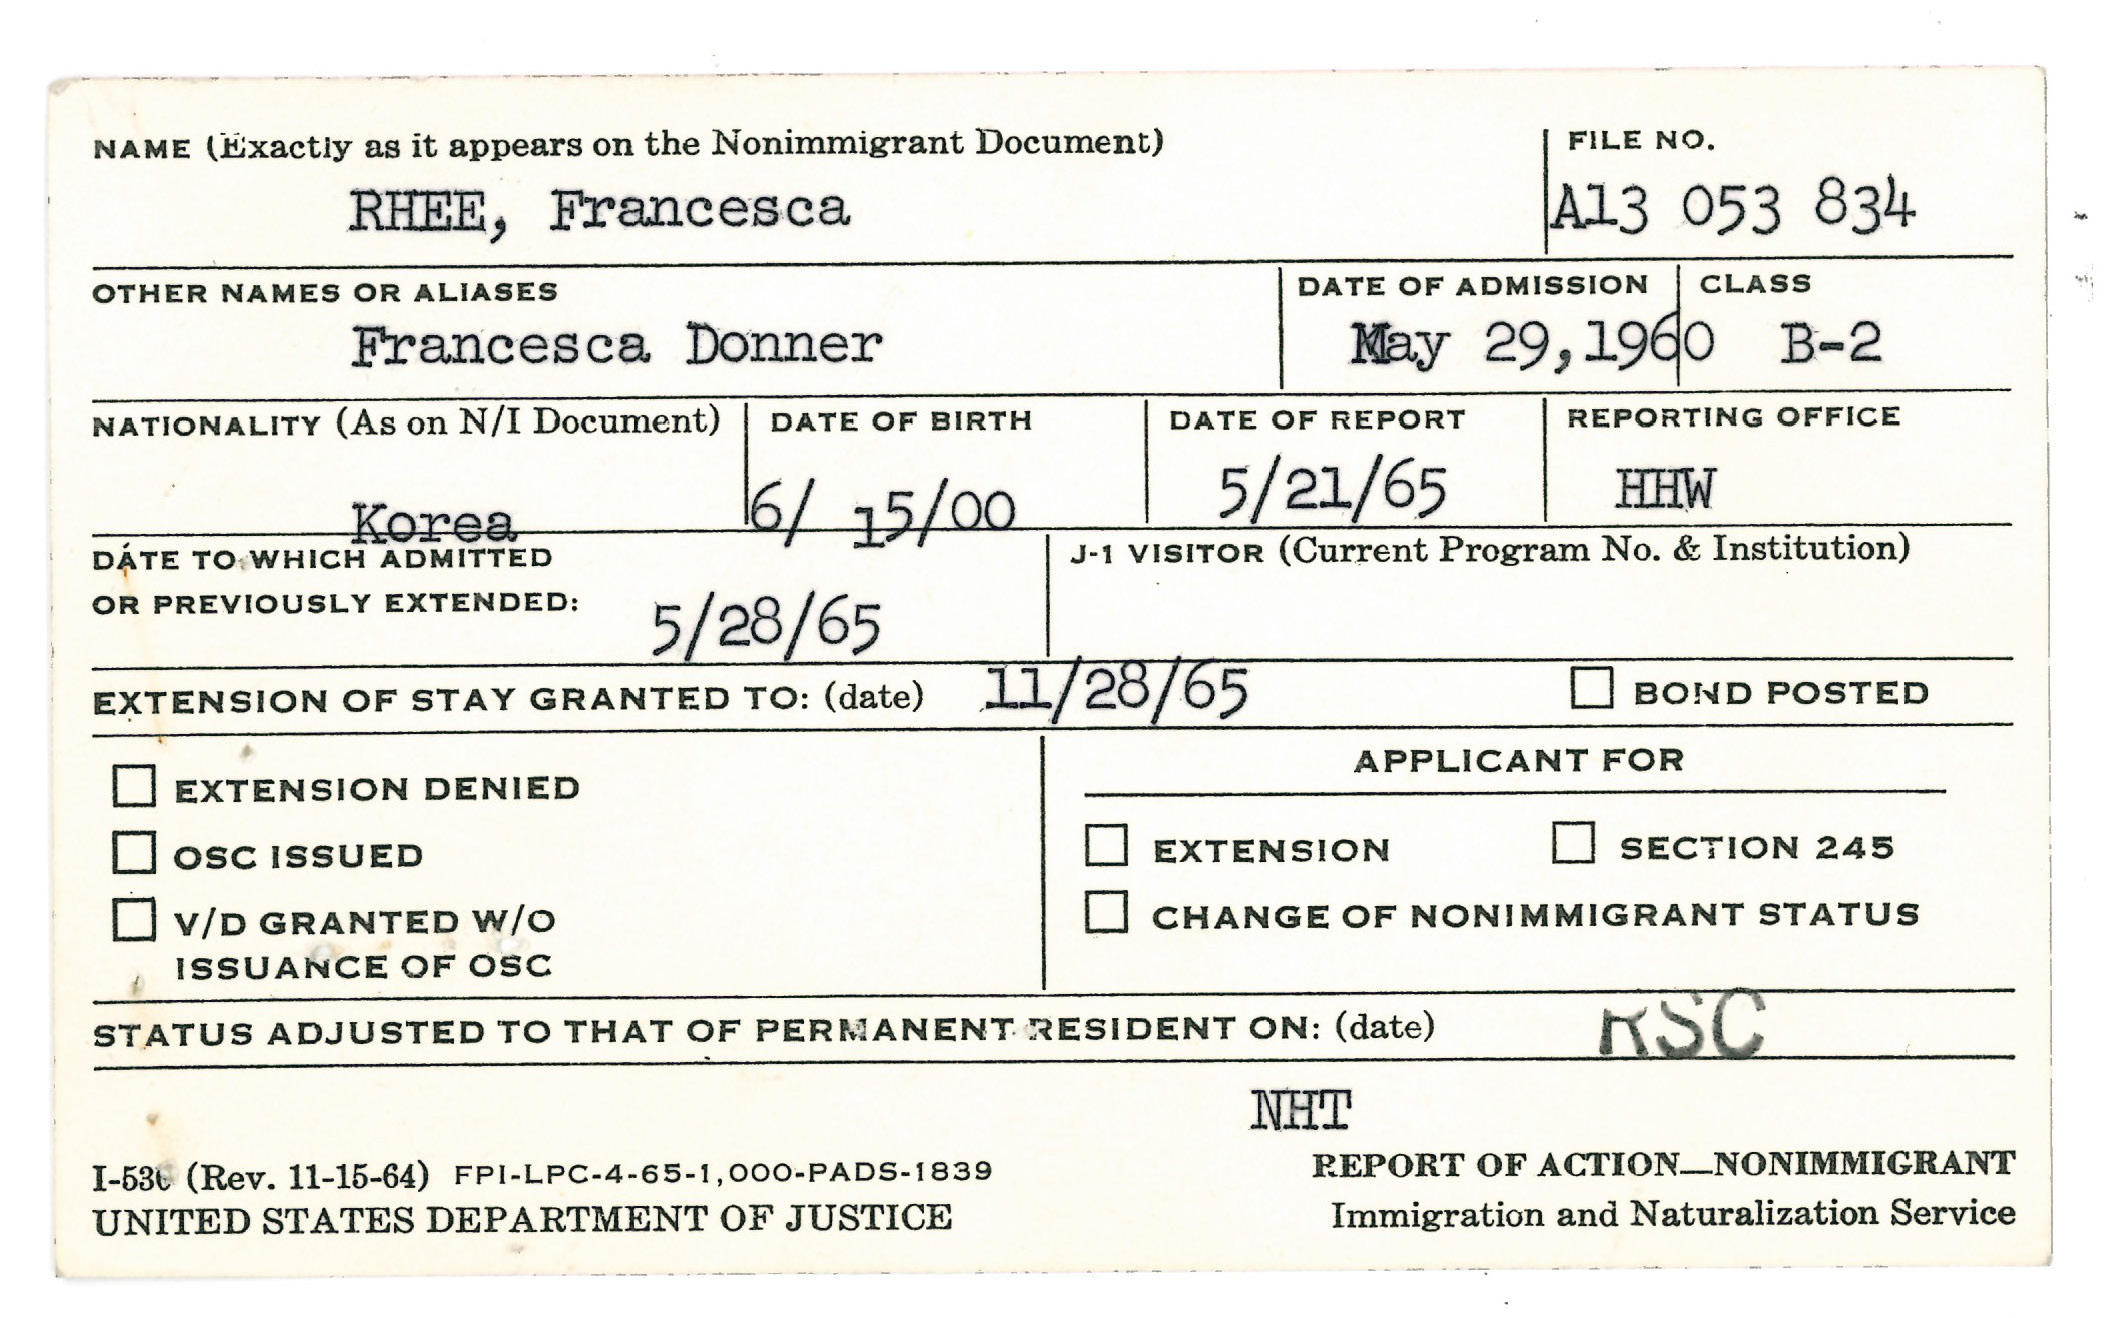 NAME (Exactly as it appears on the Nonimmigrant Document)
FILE NO.
RHEE, Francesca
A13 053 834
OTHER NAMES OR ALIASES
DATE OF ADMISSION
CLASS
Francesca Donner
May 29,1960
B-2
NATIONALITY (As on N/I Document)
DATE OF BIRTH
DATE OF REPORT
REPORTING OFFICE
Korea
6/ 15/00
5/21/65
HHW
DATE TO WHICH ADMITTED
OR PREVIOUSLY EXTENDED:
5/28/65
J-1 VISITOR (Current Program No. & Institution)
EXTENSION OF STAY GRANTED TO: (date) 11/28/65
BOND POSTED
EXTENSION DENIED
OSC ISSUED
V/D GRANTED W/O
ISSUANCE OF OSC
APPLICANT FOR
EXTENSION
SECTION 245
CHANGE OF NONIMMIGRANT STATUS
STATUS ADJUSTED TO THAT OF PERMANENT RESIDENT ON: (date)
RSC
NHT
(Rev. 11-15-64) FPI-LPC-4-65-1,000-PADS-1839
UNITED STATES DEPARTMENT OF JUSTICE
REPORT OF ACTION—NONIMMIGRANT
Immigration and Naturalization Service